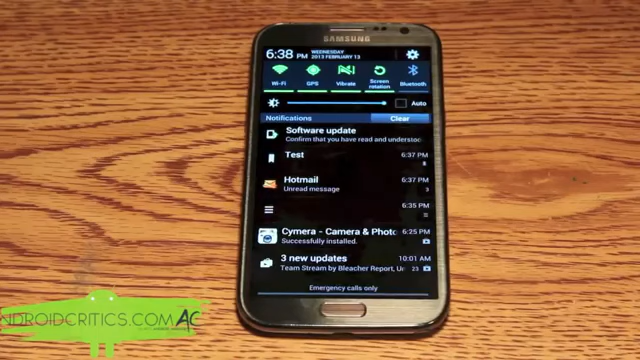 SAMSUNG
6:38 PM WEDNESDAY
2013 FEBRUARY 13
Wi-Fi GPS Vibrate Screen rotation Bluetooth
Auto
Notifications Clear
Software update
Confirm that you have read and understoo
Test 6:37 PM
Hotmail 6:37 PM
Unread message 3
6:35 PM
Cymera - Camera & Photo 6:25 PM
Successfully installed.
3 new updates 10:01 AM
Team Stream by Bleacher Report, Un 23
Emergency calls only
NDROIDCRITICS.COM AC